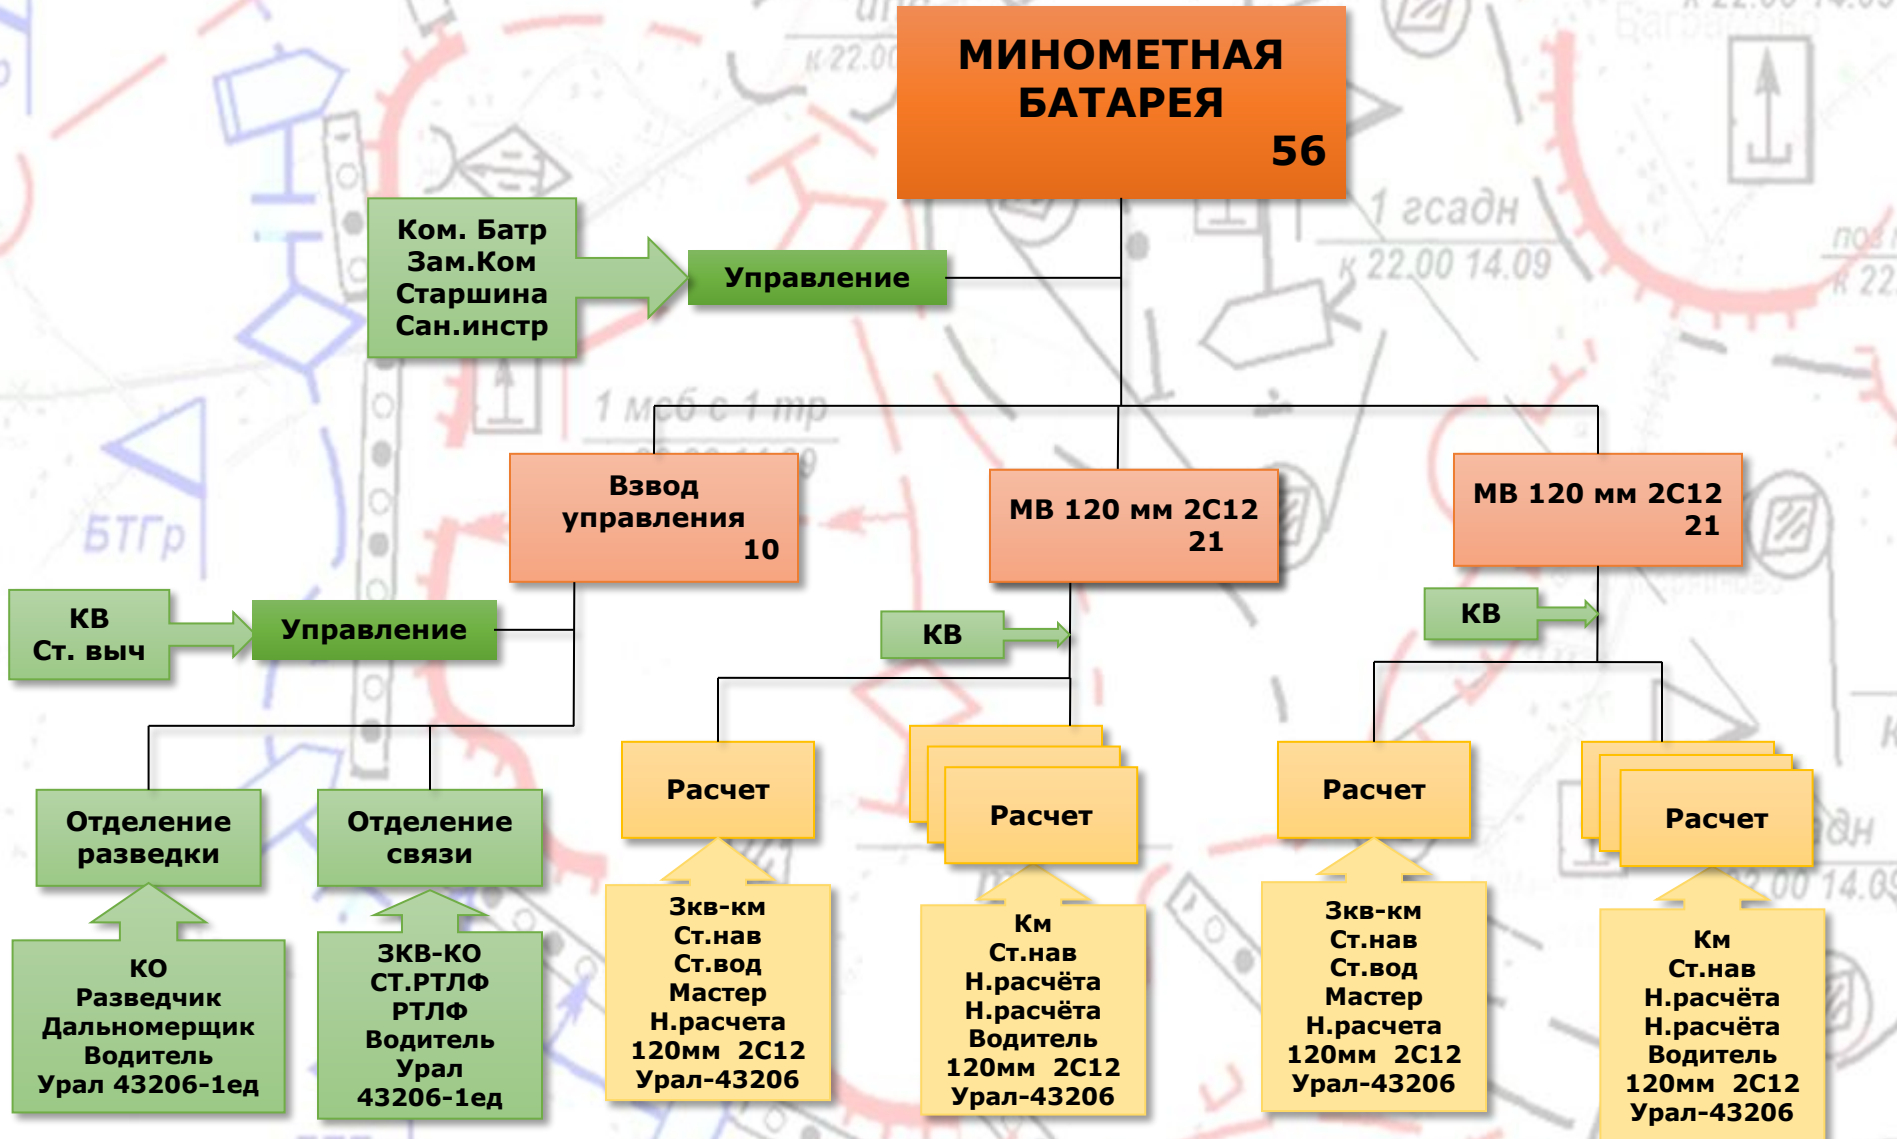 МИНОМЕТНАЯ
БАТАРЕЯ
56
Ком. Батр
Зам.Ком
Старшина
Сан.инстр
Управление
1 гсадн
к 22.00 14.09
1 мсб с 1 тр
БТГр
Взвод
управления
10
МВ 120 мм 2С12
21
МВ 120 мм 2С12
21
КВ
Ст. выч
Управление
КВ
КВ
Отделение
разведки
Отделение
связи
Расчет
Расчет
Расчет
Расчет
КО
Разведчик
Дальномерщик
Водитель
Урал 43206-1ед
ЗКВ-КО
СТ.РТЛФ
РТЛФ
Водитель
Урал
43206-1ед
Зкв-км
Ст.нав
Ст.вод
Мастер
Н.расчета
120мм 2С12
Урал-43206
Км
Ст.нав
Н.расчёта
Н.расчёта
Водитель
120мм 2С12
Урал-43206
Зкв-км
Ст.нав
Ст.вод
Мастер
Н.расчета
120мм 2С12
Урал-43206
Км
Ст.нав
Н.расчёта
Н.расчёта
Водитель
120мм 2С12
Урал-43206